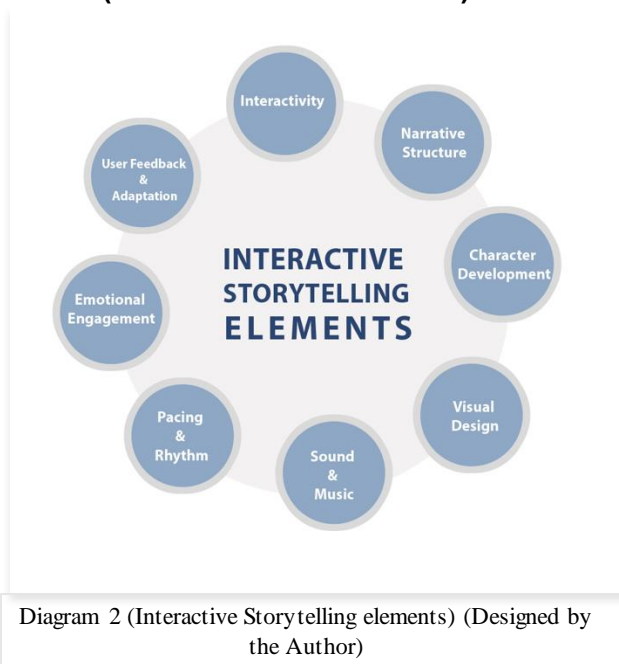 INTERACTIVE
STORYTELLING
ELEMENTS
Interactivity
Narrative
Structure
Character
Development
Visual
Design
Sound
&
Music
Pacing
&
Rhythm
Emotional
Engagement
User Feedback
&
Adaptation
Diagram 2 (Interactive Storytelling elements) (Designed by
the Author)